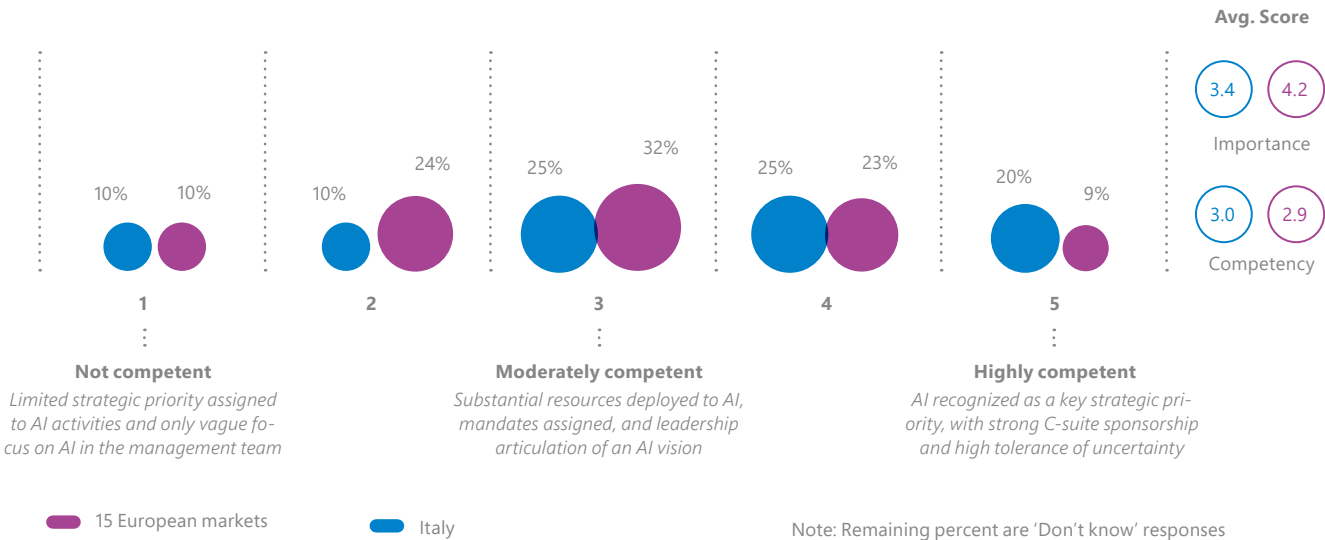 Avg. Score
3.4 4.2
Importance
3.0 2.9
Competency
10% 10%
10% 24%
25% 32%
25% 23%
20% 9%
1 2 3 4 5
Not competent
Limited strategic priority assigned
to AI activities and only vague fo-
cus on AI in the management team
Moderately competent
Substantial resources deployed to AI,
mandates assigned, and leadership
articulation of an AI vision
Highly competent
AI recognized as a key strategic pri-
ority, with strong C-suite sponsorship
and high tolerance of uncertainty
15 European markets
Italy
Note: Remaining percent are ‘Don’t know’ responses